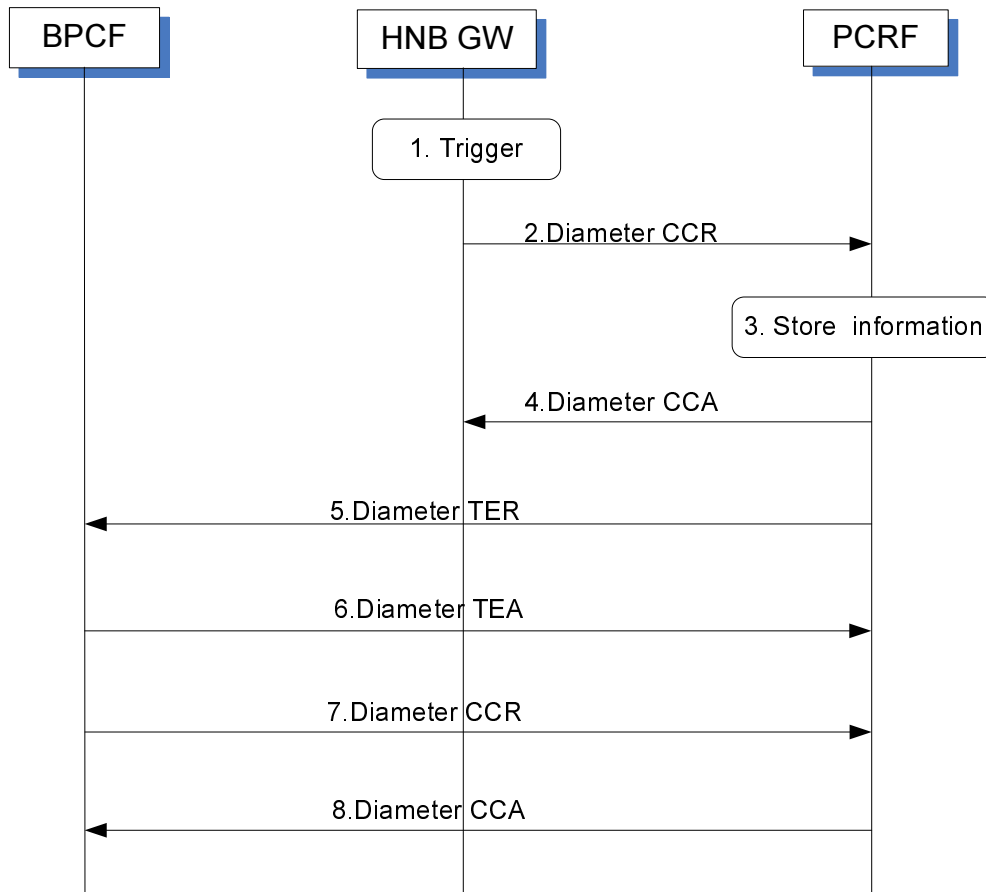 BPCF
HNB GW
PCRF
1. Trigger
2.Diameter CCR
3. Store information
4.Diameter CCA
5.Diameter TER
6.Diameter TEA
7.Diameter CCR
8.Diameter CCA